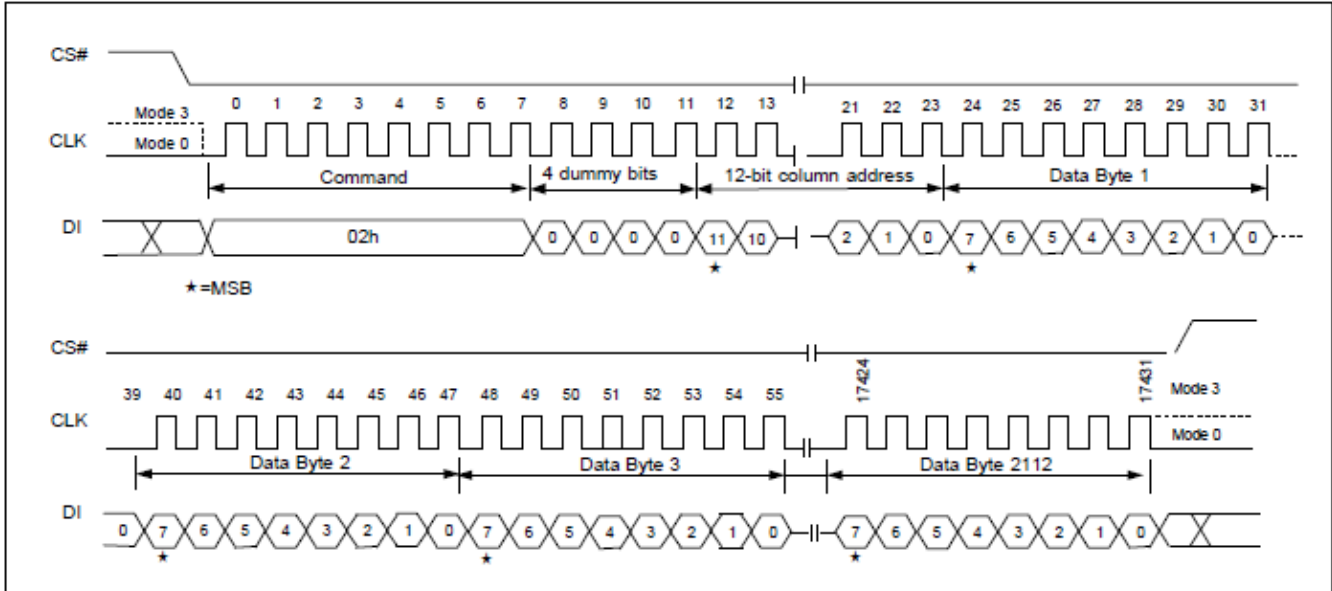 CS#
0 1 2 3 4 5 6 7 8 9 10 11 12 13 21 22 23 24 25 26 27 28 29 30 31
Mode 3
CLK
Mode 0
Command 4 dummy bits 12-bit column address Data Byte 1
DI
02h 0 0 0 0 11 10 2 1 0 7 6 5 4 3 2 1 0
★ ★
★=MSB
CS#
39 40 41 42 43 44 45 46 47 48 49 50 51 52 53 54 55 17424 17431
Mode 3
CLK
Mode 0
Data Byte 2 Data Byte 3 Data Byte 2112
DI
0 7 6 5 4 3 2 1 0 7 6 5 4 3 2 1 0 7 6 5 4 3 2 1 0
★ ★ ★